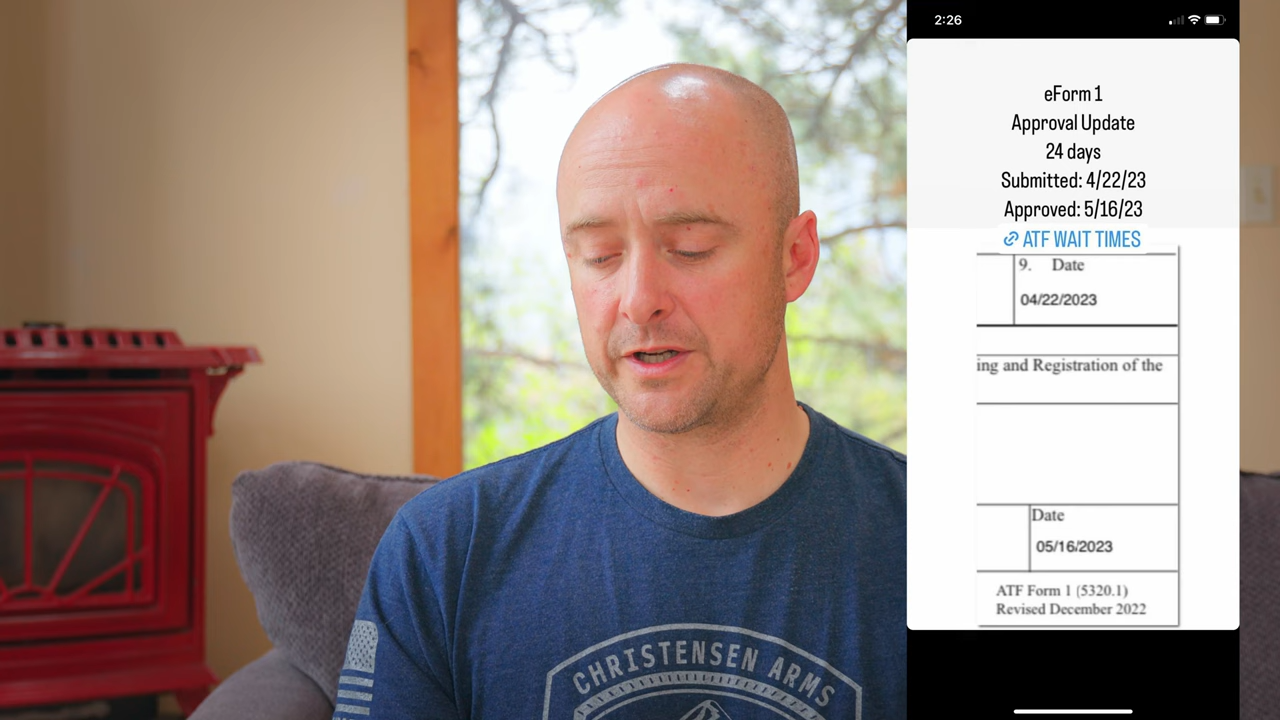 2:26
eForm 1
Approval Update
24 days
Submitted: 4/22/23
Approved: 5/16/23
ATF WAIT TIMES
9. Date
04/22/2023
ing and Registration of the
Date
05/16/2023
ATF Form 1 (5320.1)
Revised December 2022
CHRISTENSEN ARMS